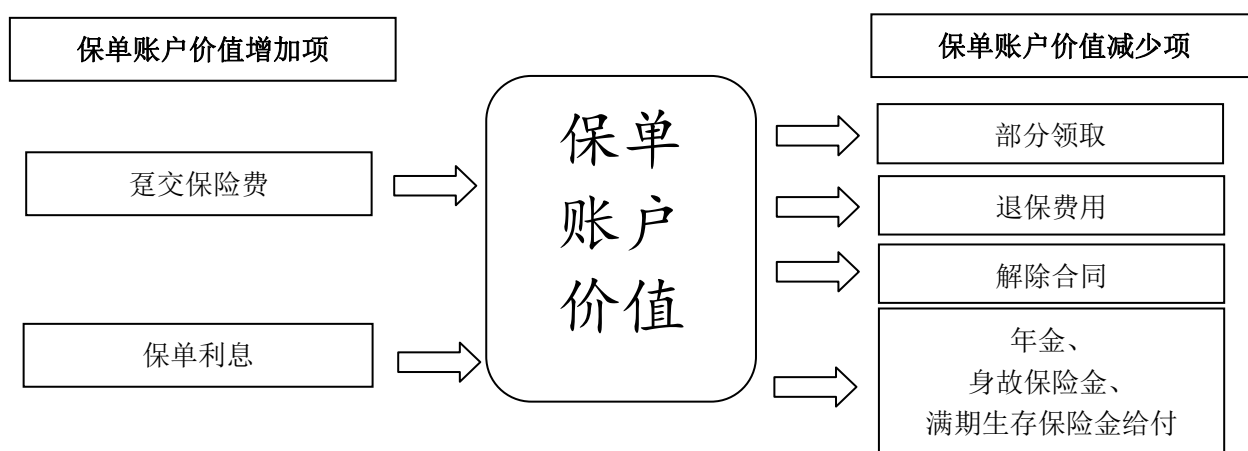 保单账户价值增加项
趸交保险费
保单利息
保单
账户
价值
保单账户价值减少项
部分领取
退保费用
解除合同
年金、
身故保险金、
满期生存保险金给付